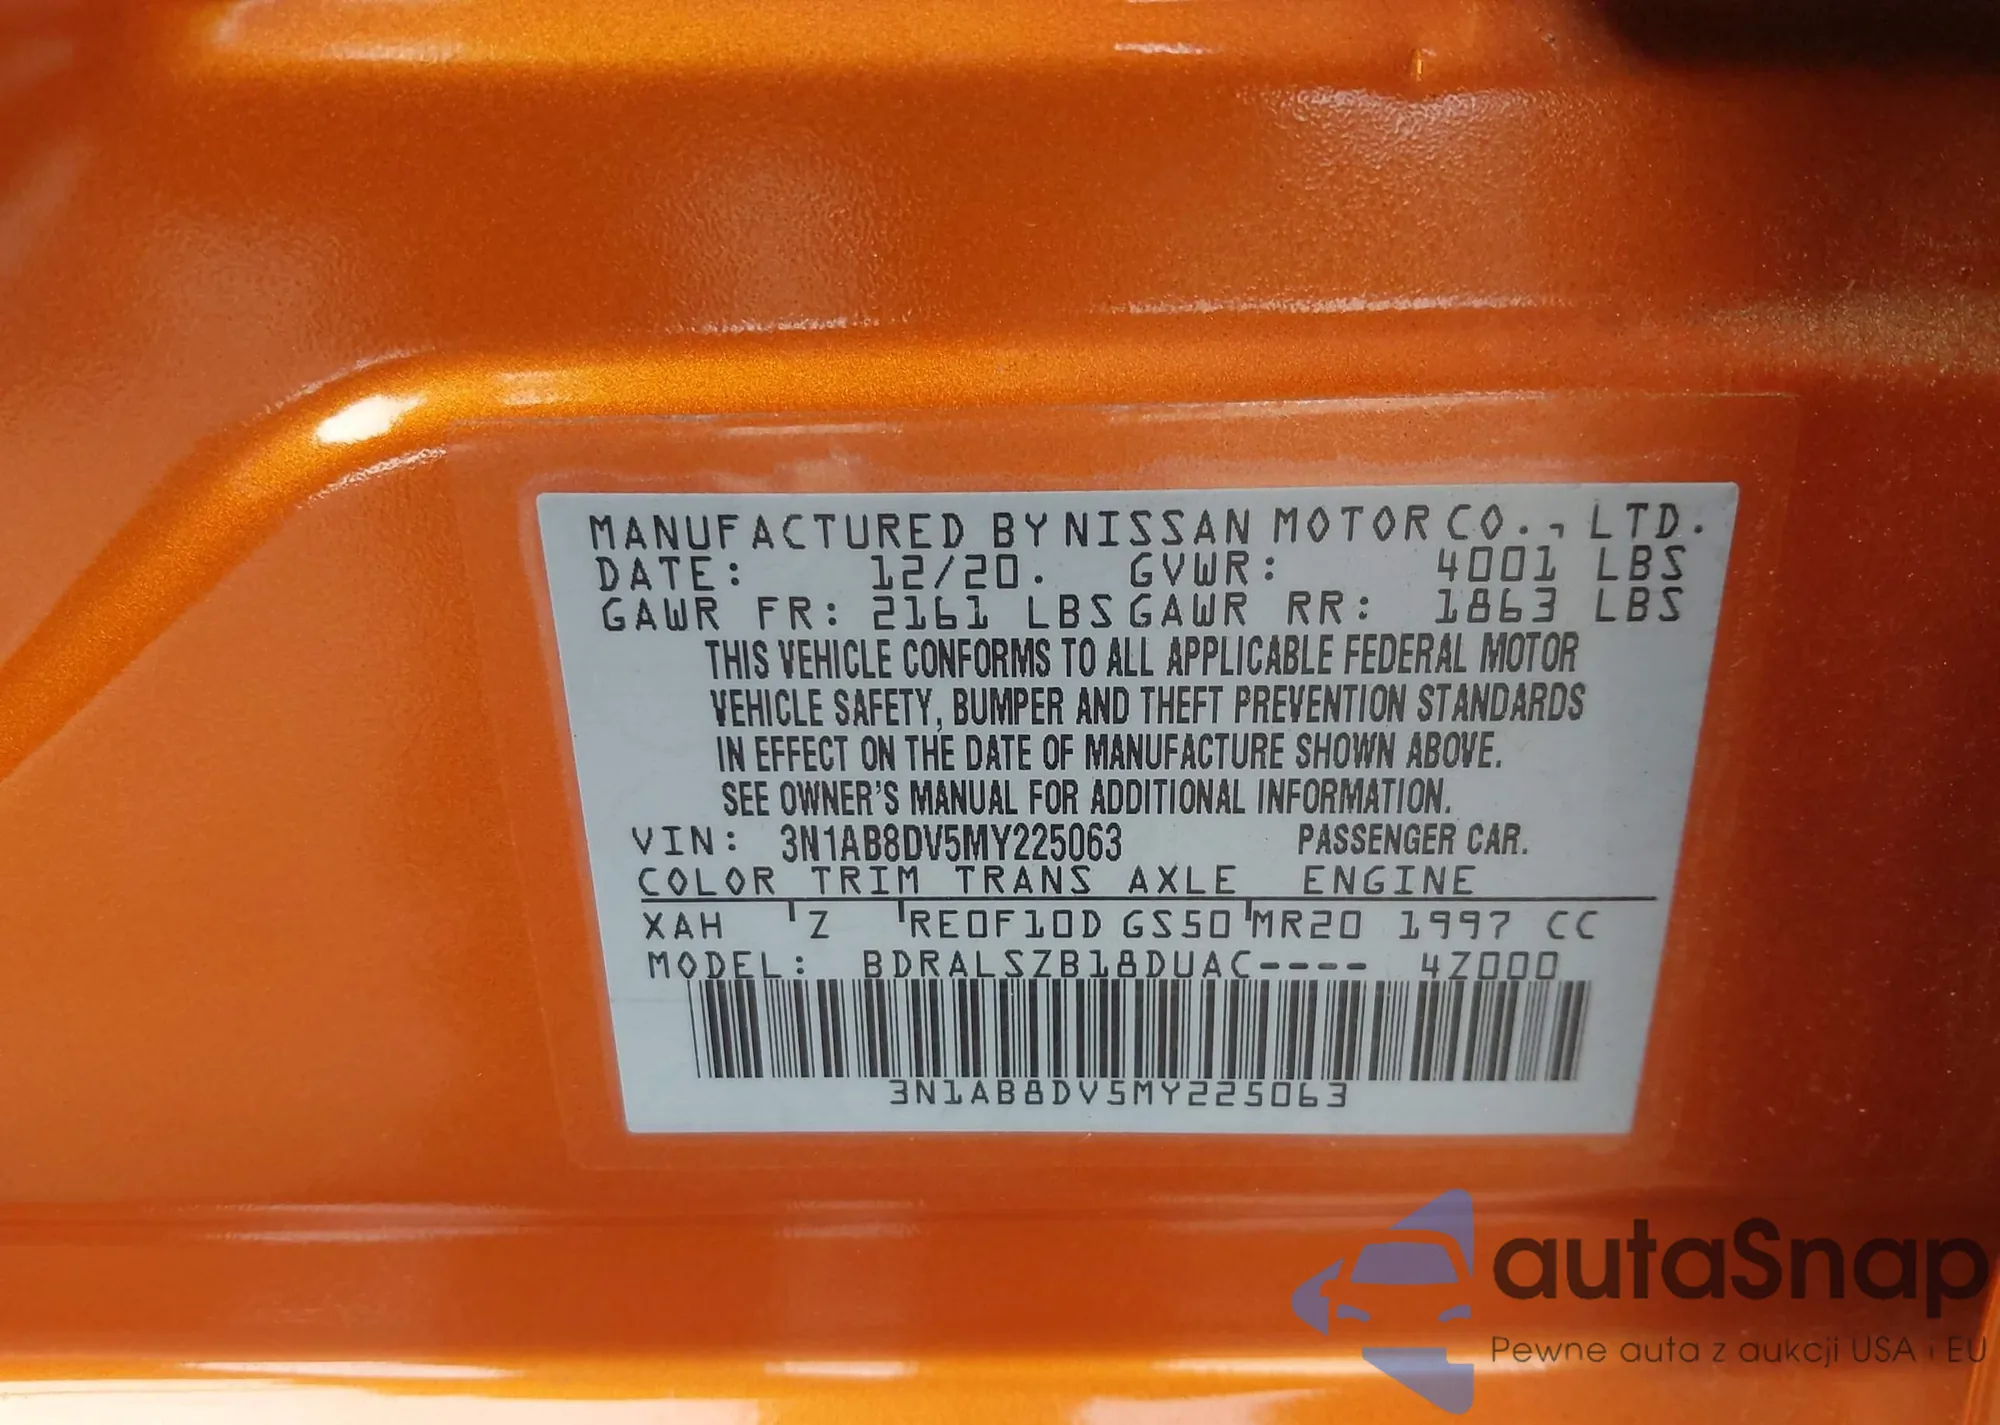 MANUFACTURED BY NISSAN MOTOR CO., LTD.
DATE: 12/20. GVWR: 4001 LBS
GAWR FR: 2161 LBS GAWR RR: 1863 LBS
THIS VEHICLE CONFORMS TO ALL APPLICABLE FEDERAL MOTOR
VEHICLE SAFETY, BUMPER AND THEFT PREVENTION STANDARDS
IN EFFECT ON THE DATE OF MANUFACTURE SHOWN ABOVE.
SEE OWNER'S MANUAL FOR ADDITIONAL INFORMATION.
VIN: 3N1AB8DV5MY225063 PASSENGER CAR.
COLOR TRIM TRANS AXLE ENGINE
XAH Z RE0F10D GS50 MR20 1997 CC
MODEL: BDRALSZB18DUAC---- 4Z000
3N1AB8DV5MY225063
autaSnap
Pewne auta z aukcji USA i EU